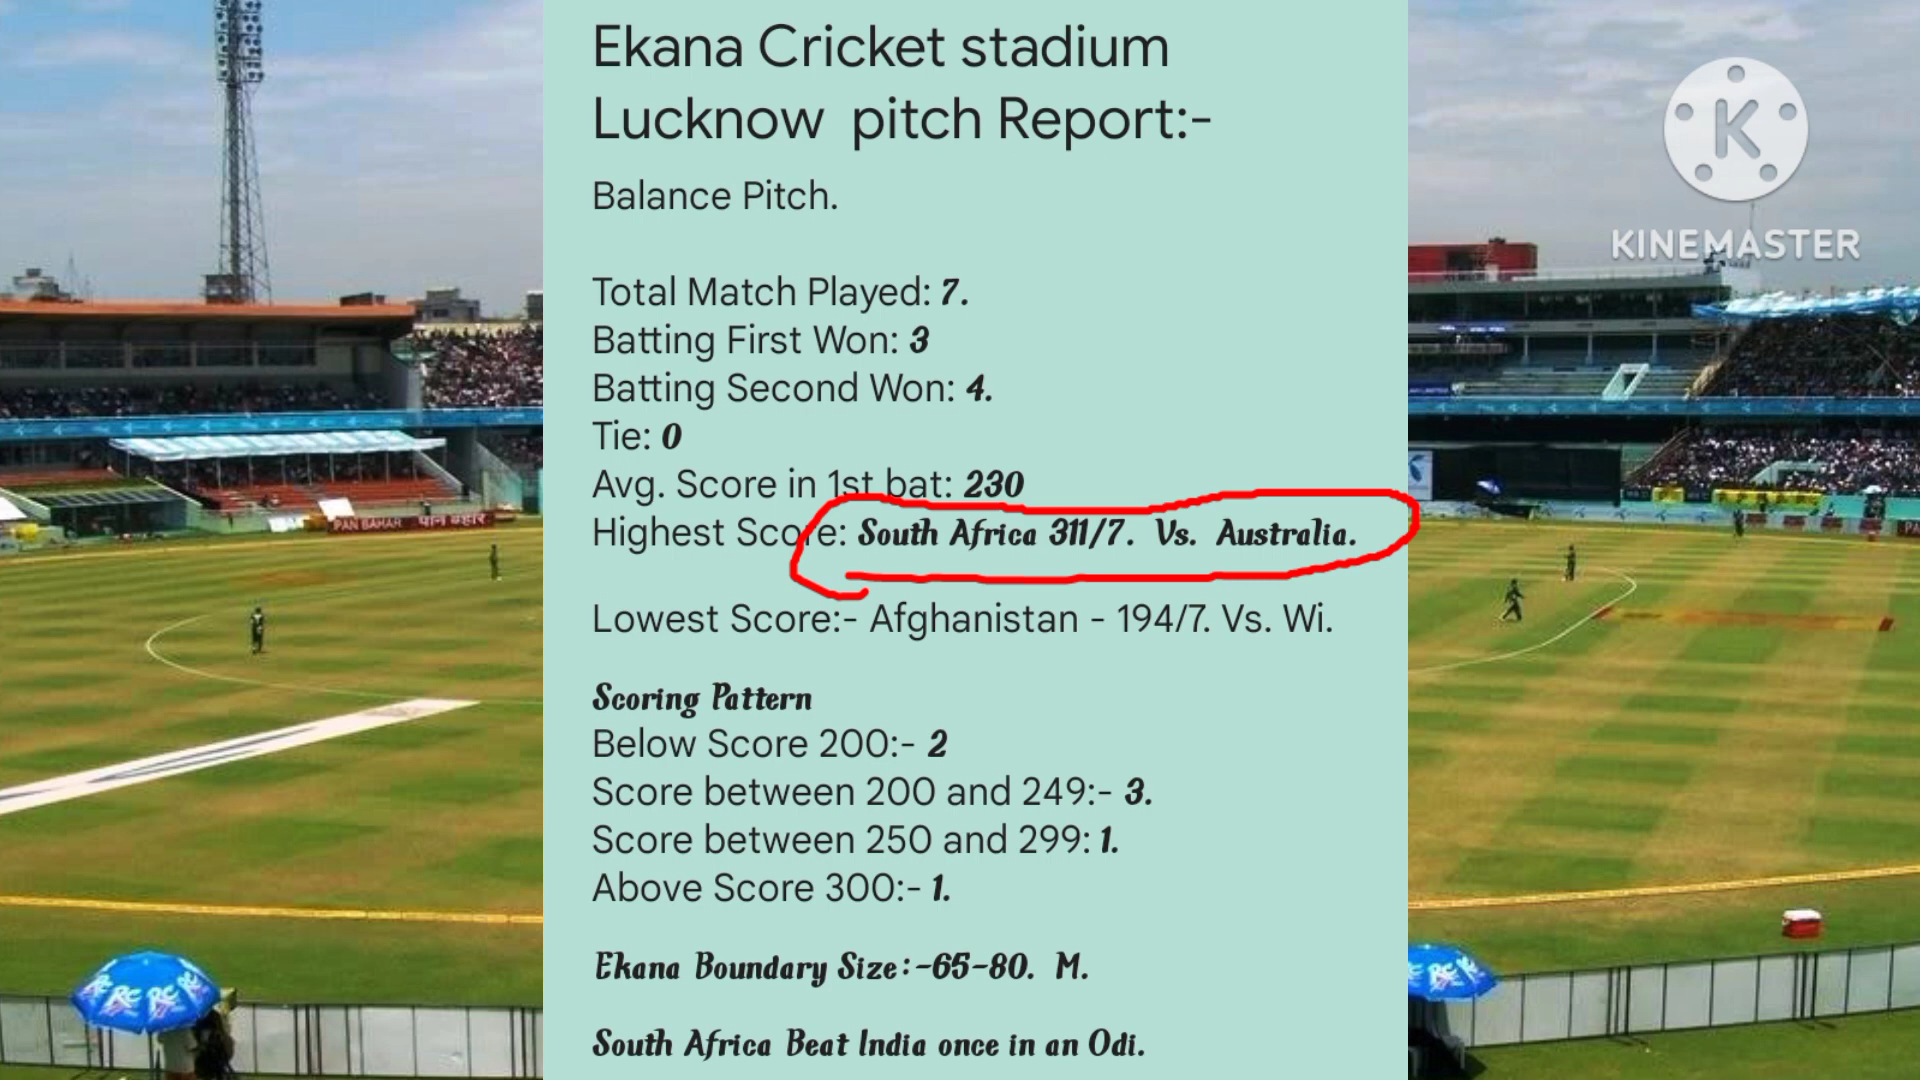 Ekana Cricket stadium
Lucknow pitch Report:-
KINEMASTER
Balance Pitch.
Total Match Played: 7.
Batting First Won: 3
Batting Second Won: 4.
Tie: 0
Avg. Score in 1st bat: 230
PAN BAHAR पान बहार
Highest Score: South Africa 311/7. Vs. Australia.
Lowest Score:- Afghanistan - 194/7. Vs. Wi.
Scoring Pattern
Below Score 200:- 2
Score between 200 and 249:- 3.
Score between 250 and 299: 1.
Above Score 300:- 1.
Ekana Boundary Size:-65-80. M.
South Africa Beat India once in an Odi.